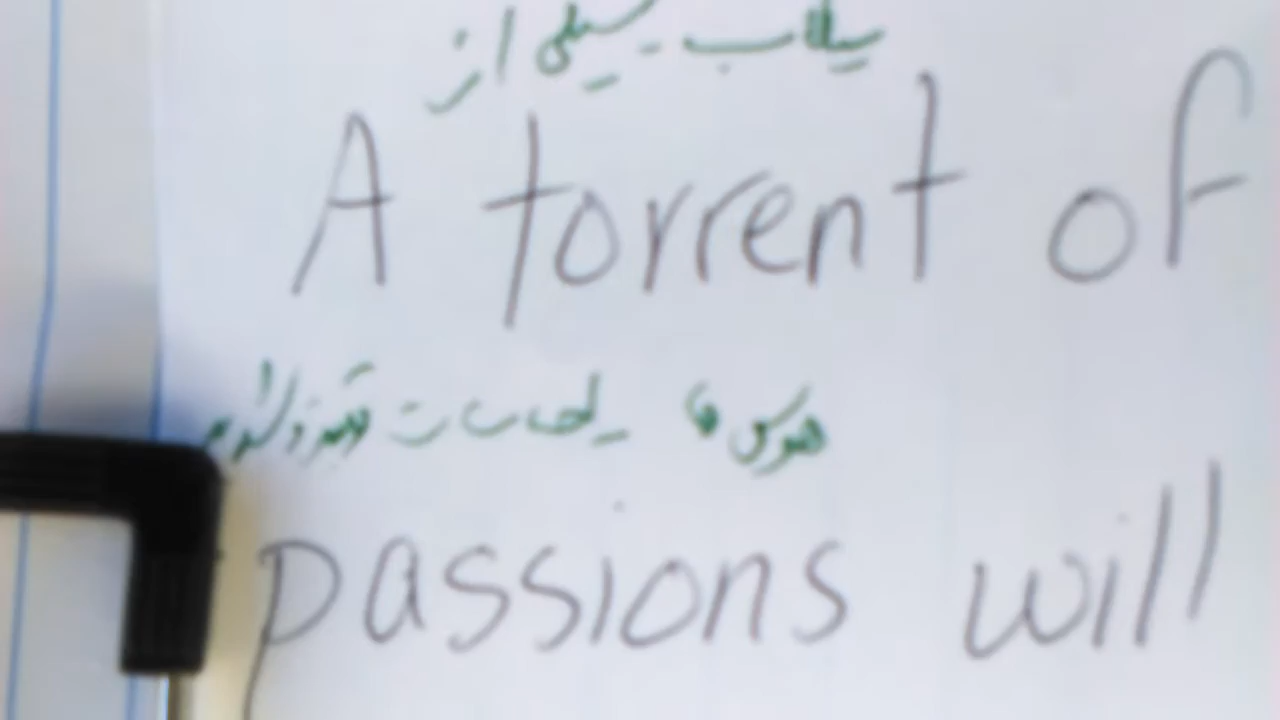 سیلاب - سیلی از
A torrent of
هوس ها
passions will